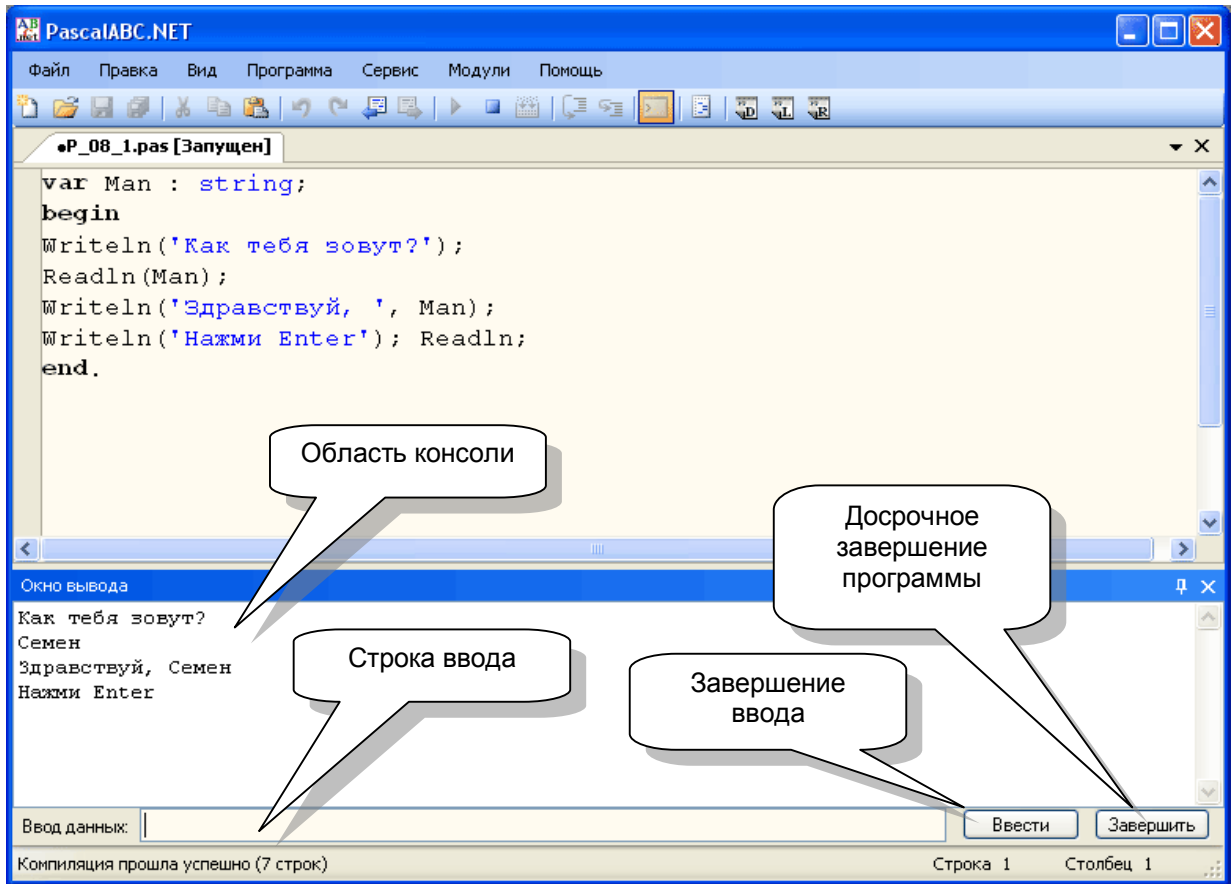 PascalABC.NET
Файл Правка Вид Программа Сервис Модули Помощь
•P_08_1.pas [Запущен]
var Man : string;
begin
Writeln('Как тебя зовут?');
Readln(Man);
Writeln('Здравствуй, ', Man);
Writeln('Нажми Enter'); Readln;
end.
Область консоли
Досрочное
завершение
программы
Окно вывода
Как тебя зовут?
Семен
Здравствуй, Семен
Нажми Enter
Строка ввода
Завершение
ввода
Ввод данных:
Ввести
Завершить
Компиляция прошла успешно (7 строк)
Строка 1 Столбец 1